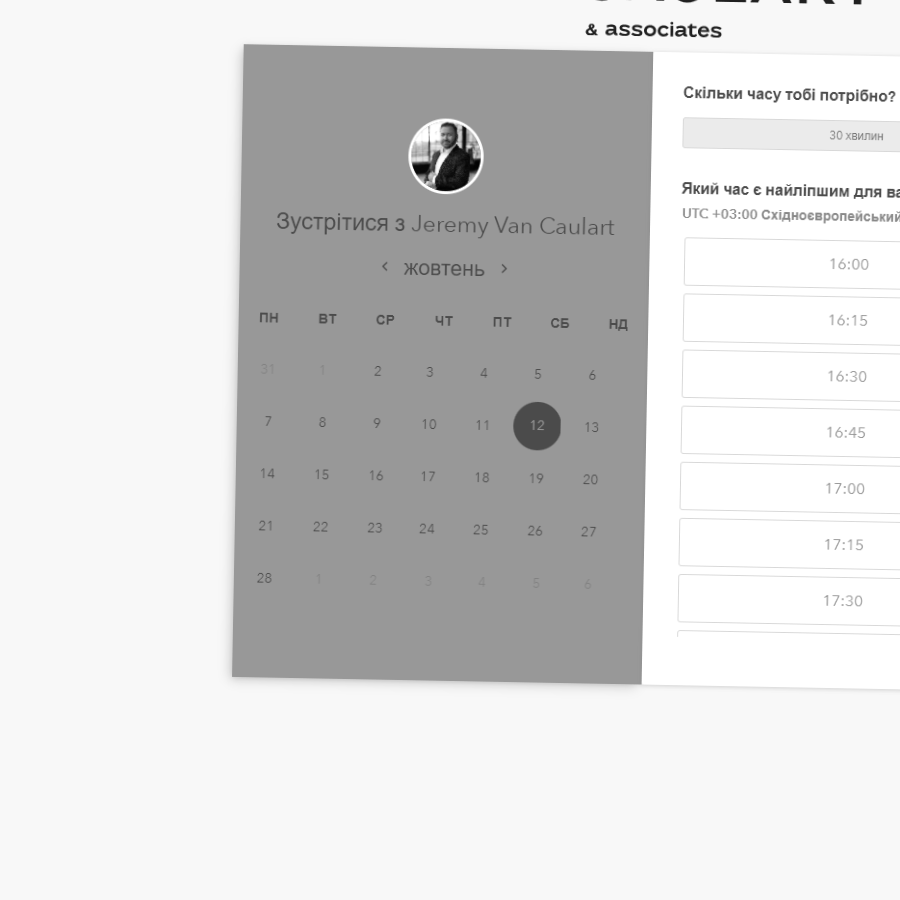 & associates
Зустрітися з Jeremy Van Caulart
жовтень
ПН ВТ СР ЧТ ПТ СБ НД
31 1 2 3 4 5 6
7 8 9 10 11 12 13
14 15 16 17 18 19 20
21 22 23 24 25 26 27
28 1 2 3 4 5 6
Скільки часу тобі потрібно?
30 хвилин
Який час є найліпшим для
UTC +03:00 Східноєвропейський
16:00
16:15
16:30
16:45
17:00
17:15
17:30